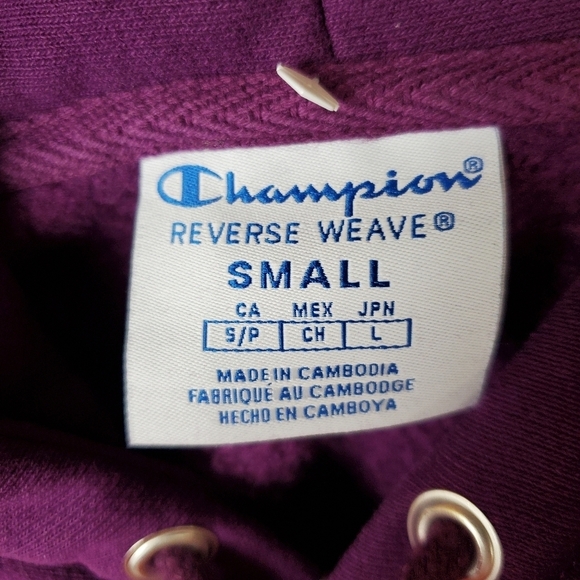 Champion®
REVERSE WEAVE®
SMALL
CA MEX JPN
S/P CH L
MADE IN CAMBODIA
FABRIQUÉ AU CAMBODGE
HECHO EN CAMBOYA